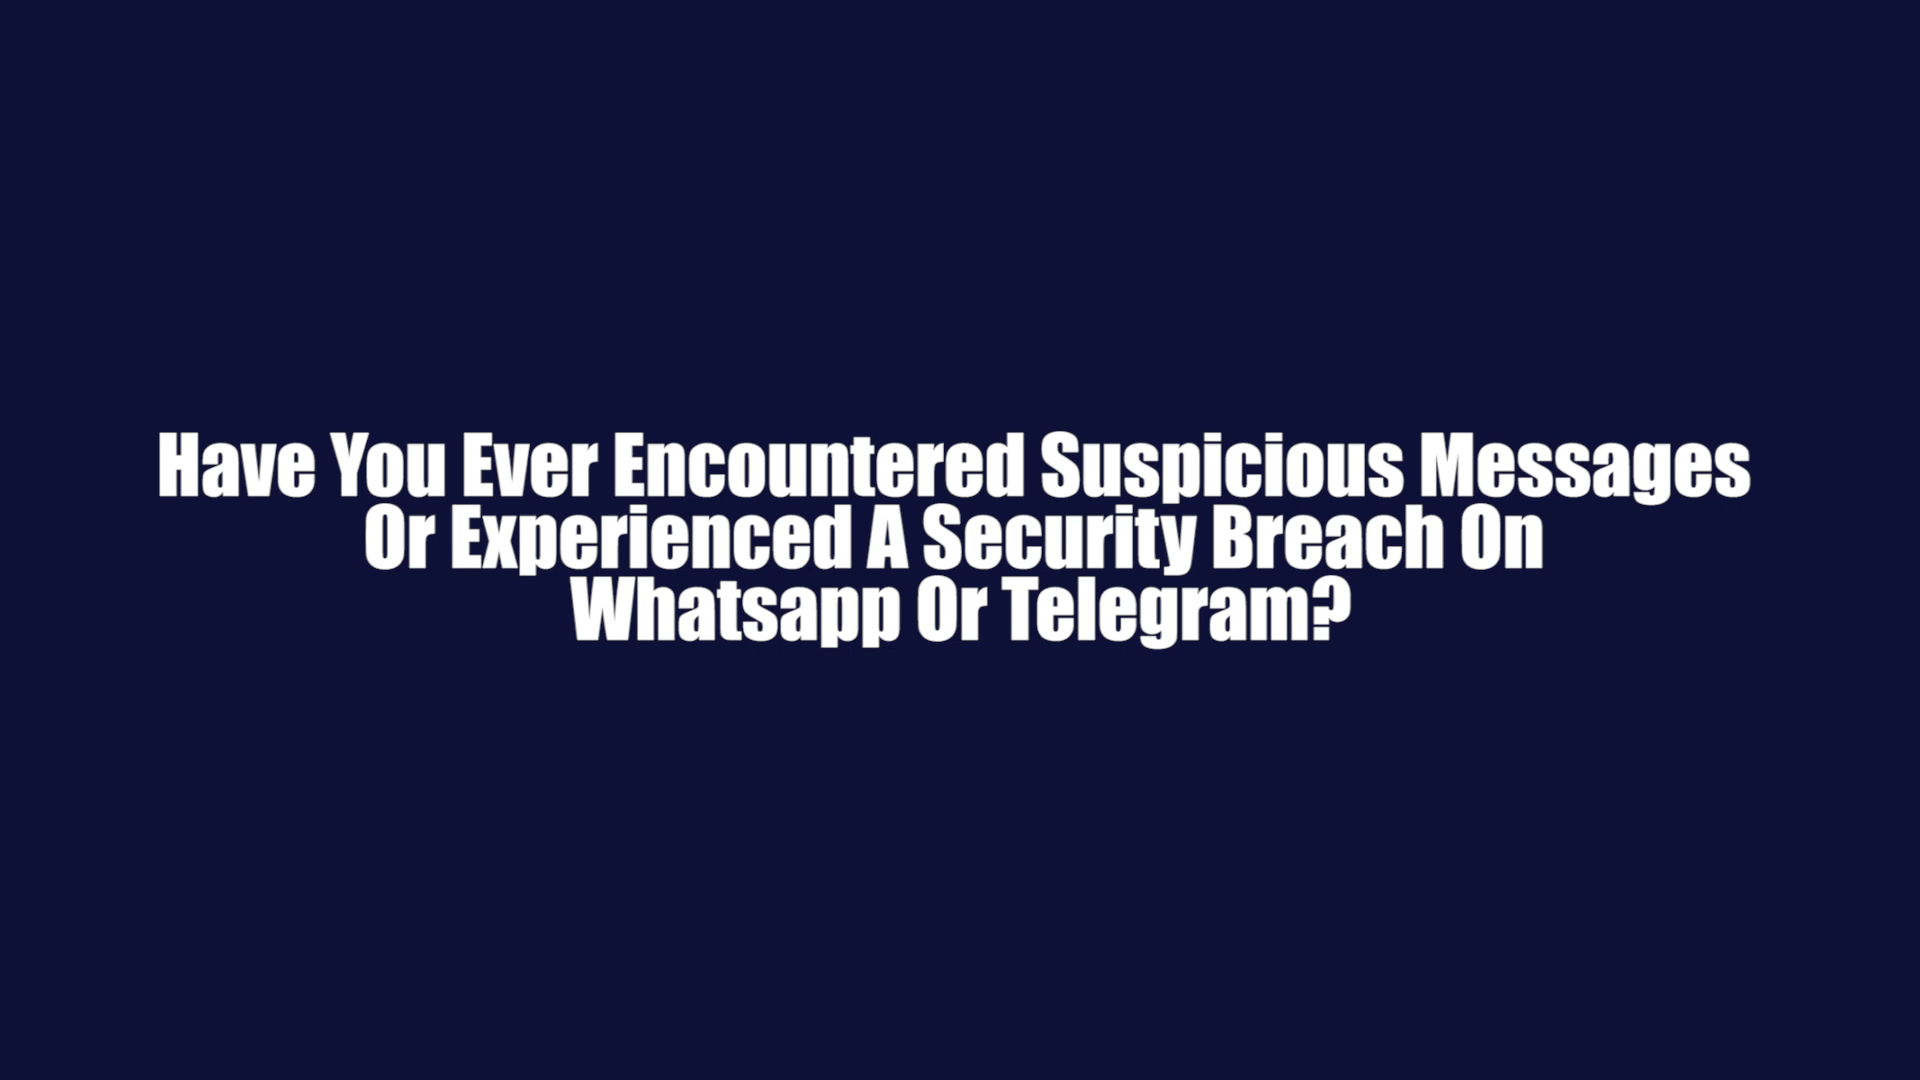 Have You Ever Encountered Suspicious Messages
Or Experienced A Security Breach On
Whatsapp Or Telegram?